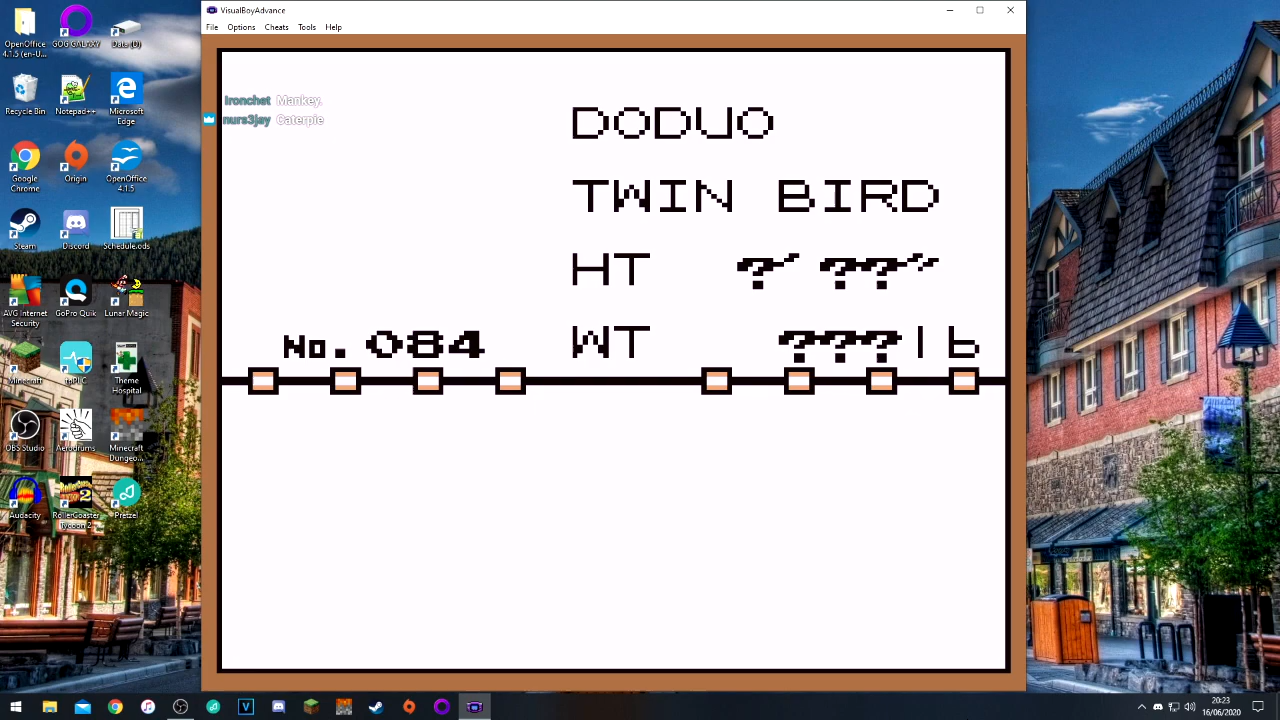 VisualBoyAdvance
File Options Cheats Tools Help
Ironchet Mankey.
nurs3jay Caterpie
DODUO
TWIN BIRD
HT ?′ ??″
No.084 WT ???lb
OpenOffice 4.1.5 (en-U...
GOG GALAXY
Data (D)
Recycle Bin
Notepad++
Microsoft Edge
Google Chrome
Origin
OpenOffice 4.1.5
Steam
Discord
Schedule.ods
AVG Internet Security
GoPro Quik
Lunar Magic
Minecraft
Theme Hospital
OBS Studio
Aerodrums
Minecraft Dungeo...
Audacity
RollerCoaster Tycoon 2
Pretzel
20:23
16/06/2020